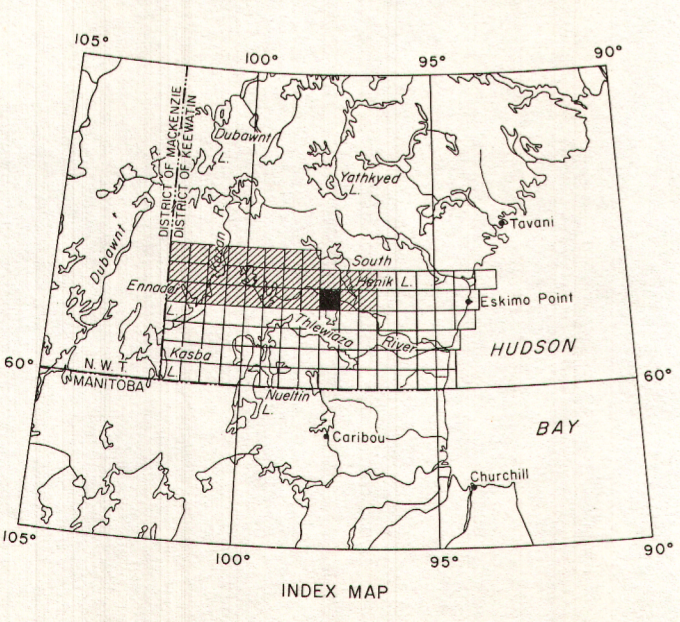 105°
100°
95°
90°
DISTRICT OF MACKENZIE
DISTRICT OF KEEWATIN
Dubawnt
L.
R.
Yathkyed
L.
Tavani
Dubawnt
Kazan R.
South
Henik L.
Ennadai
L.
Eskimo Point
Thlewiaza
River
HUDSON
Kasba
L.
60°
N. W. T.
MANITOBA
60°
Nueltin
L.
BAY
Caribou
Churchill
105°
100°
95°
90°
INDEX MAP